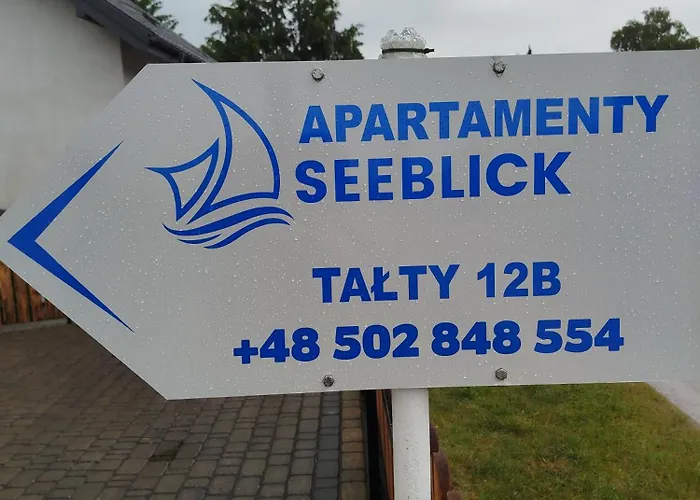 APARTAMENTY
SEEBLICK
TAŁTY 12B
+48 502 848 554